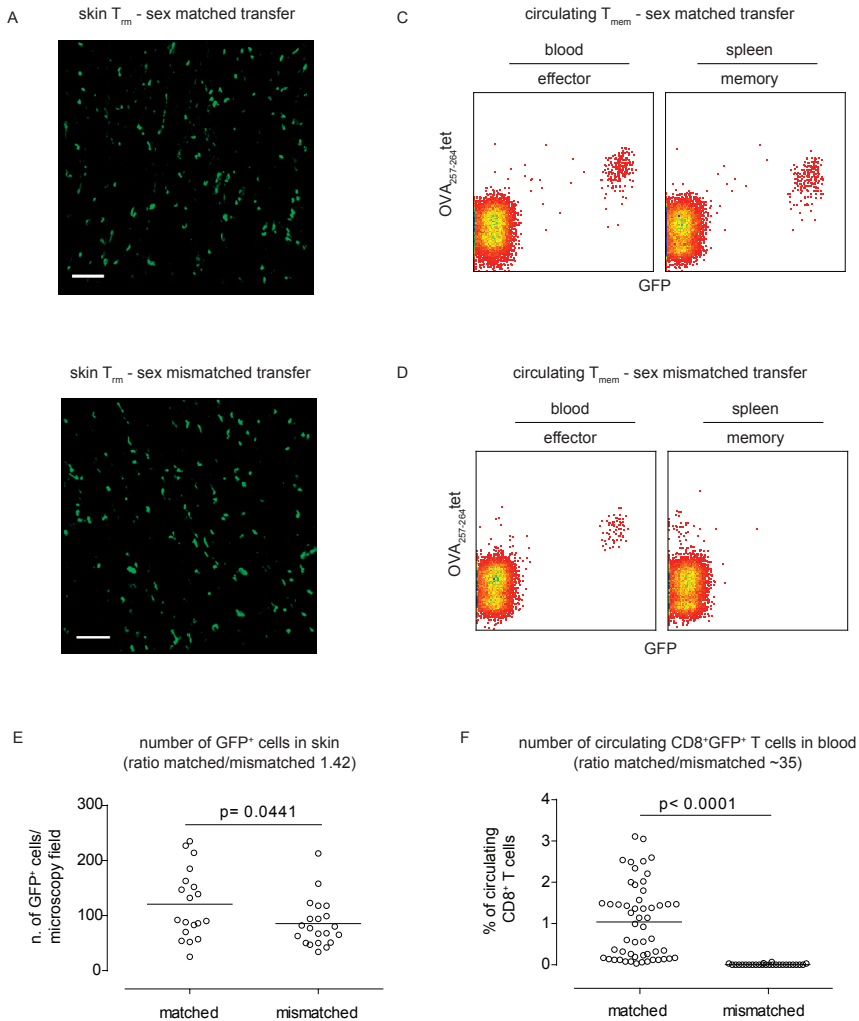 A
skin Trm - sex matched transfer
C
circulating Tmem - sex matched transfer
blood
effector
spleen
memory
OVA257-264tet
GFP
skin Trm - sex mismatched transfer
D
circulating Tmem - sex mismatched transfer
blood
effector
spleen
memory
OVA257-264tet
GFP
E
number of GFP+ cells in skin
(ratio matched/mismatched 1.42)
p= 0.0441
n. of GFP+ cells/
microscopy field
300
200
100
0
matched
mismatched
F
number of circulating CD8+GFP+ T cells in blood
(ratio matched/mismatched ~35)
p< 0.0001
% of circulating
CD8+ T cells
4
3
2
1
0
matched
mismatched